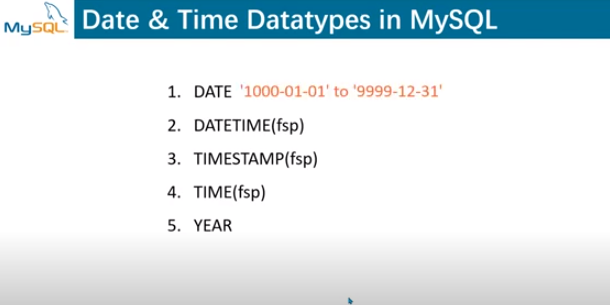 MySQL
Date & Time Datatypes in MySQL
1. DATE '1000-01-01' to '9999-12-31'
2. DATETIME(fsp)
3. TIMESTAMP(fsp)
4. TIME(fsp)
5. YEAR